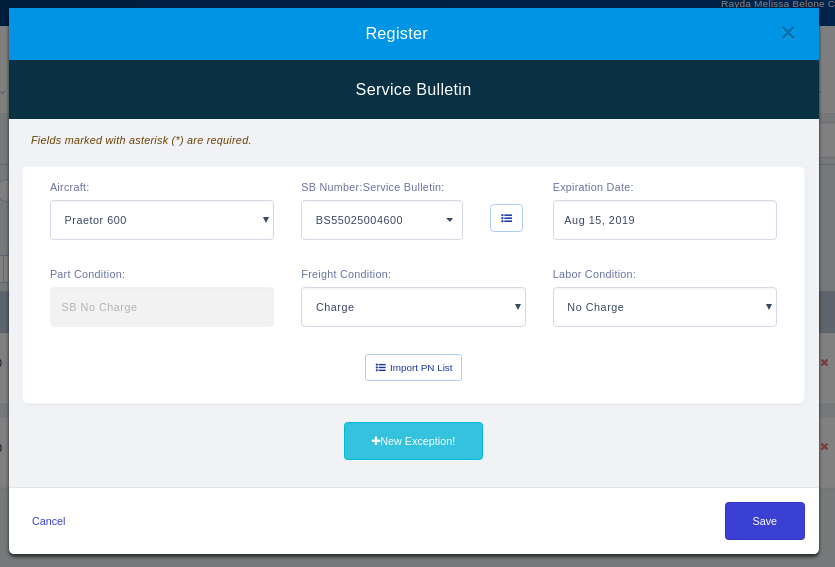 Rayda Melissa Belone C
Register
Service Bulletin
Fields marked with asterisk (*) are required.
Aircraft: SB Number:Service Bulletin: Expiration Date:
Praetor 600 BS55025004600 Aug 15, 2019
Part Condition: Freight Condition: Labor Condition:
SB No Charge Charge No Charge
Import PN List
New Exception!
Cancel Save